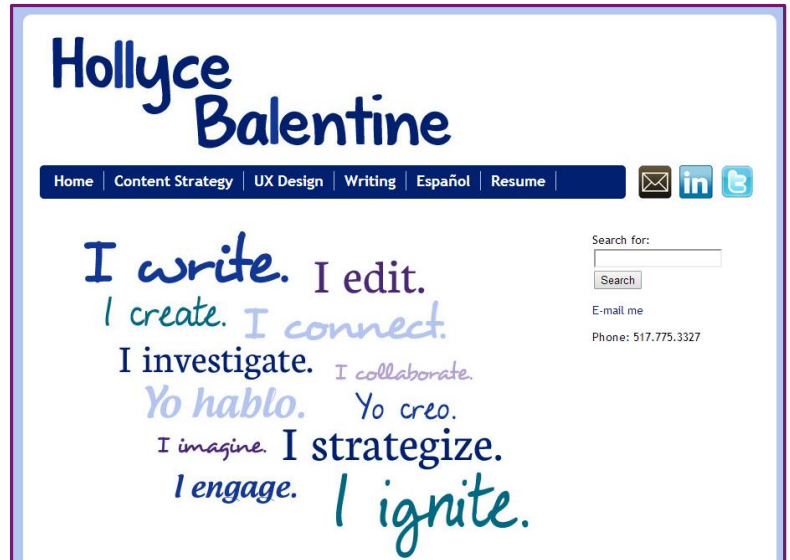 Hollyce
Balentine
Home | Content Strategy | UX Design | Writing | Español | Resume |
in
I write. I edit.
I create. I connect.
I investigate. I collaborate.
Yo hablo. Yo creo.
I imagine. I strategize.
I engage. I ignite.
Search for:
Search
E-mail me
Phone: 517.775.3327